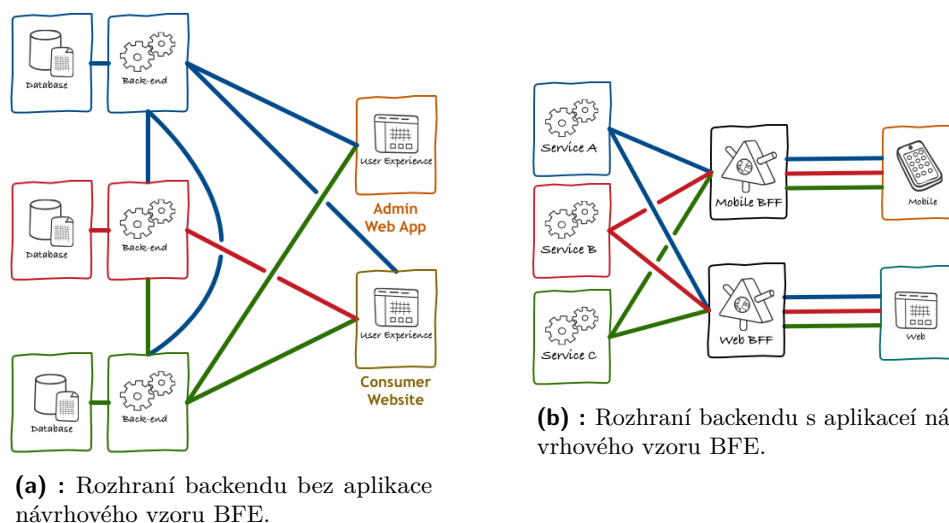 Database
Back-end
User Experience
Admin
Web App
Database
Back-end
User Experience
Consumer
Website
Database
Back-end
(a) : Rozhraní backendu bez aplikace
návrhového vzoru BFE.
Service A
Mobile BFF
Mobile
Service B
Service C
Web BFF
Web
(b) : Rozhraní backendu s aplikaceí ná-
vrhového vzoru BFE.